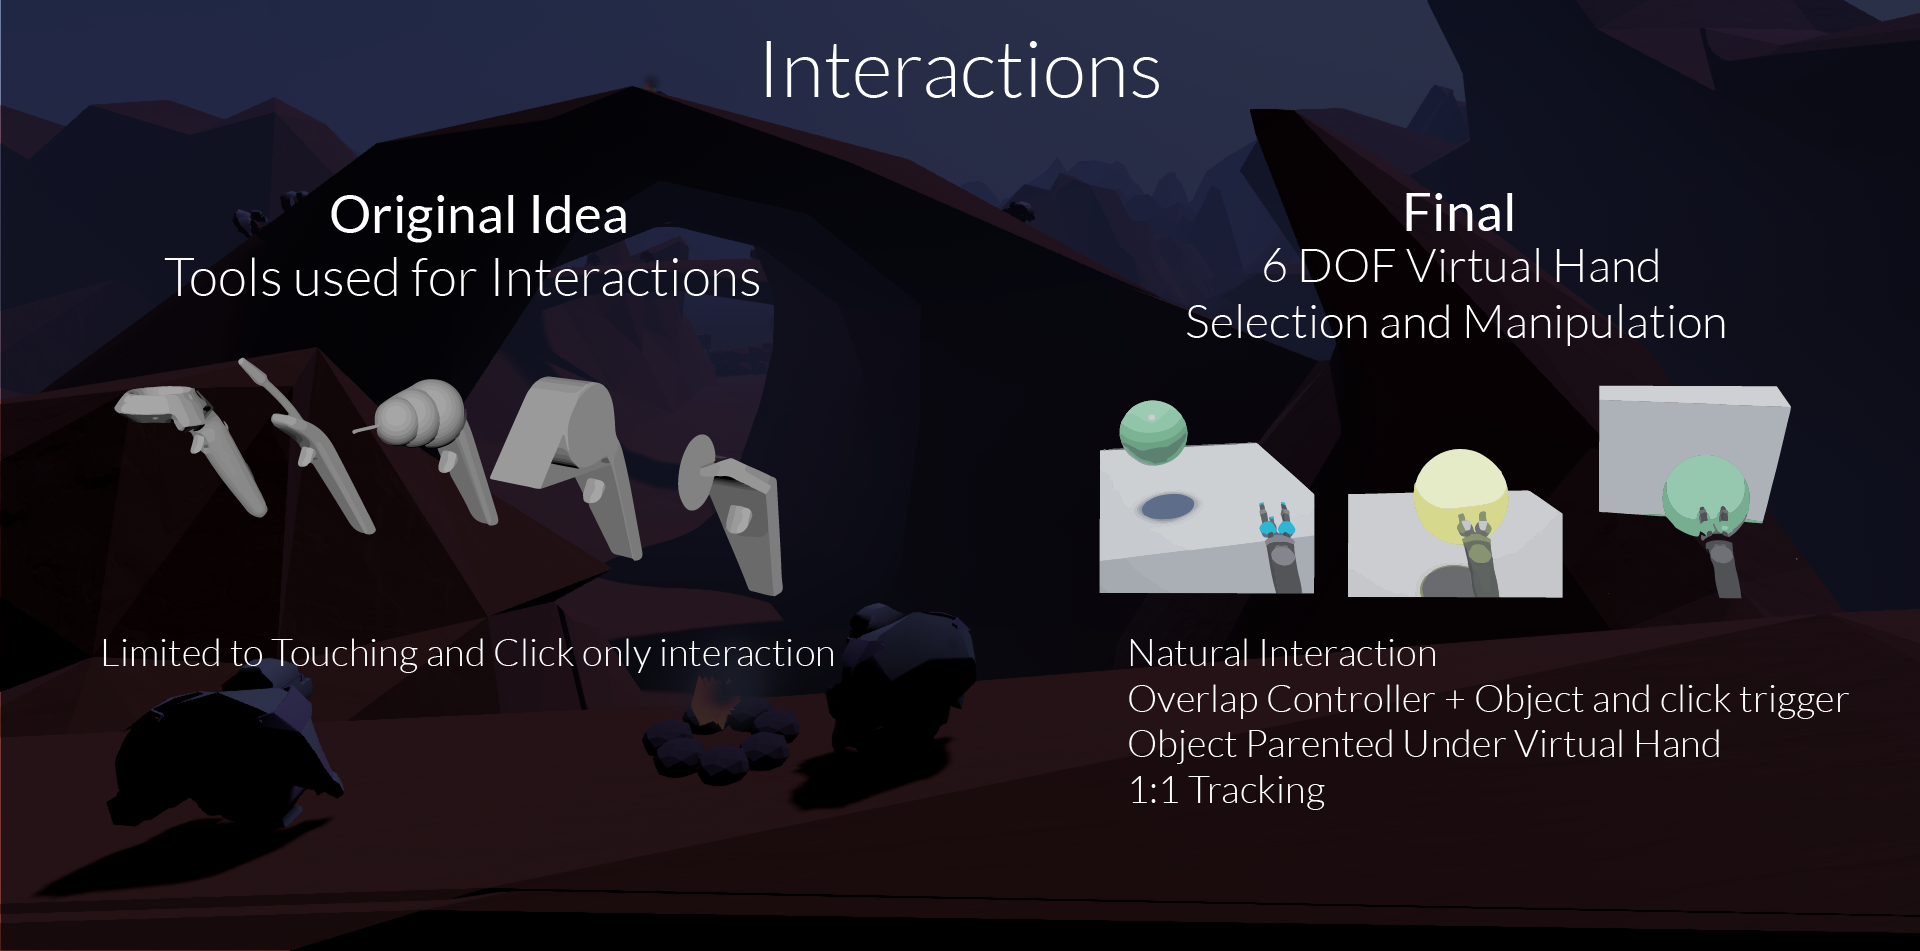 Interactions
Original Idea
Tools used for Interactions
Limited to Touching and Click only interaction
Final
6 DOF Virtual Hand
Selection and Manipulation
Natural Interaction
Overlap Controller + Object and click trigger
Object Parented Under Virtual Hand
1:1 Tracking